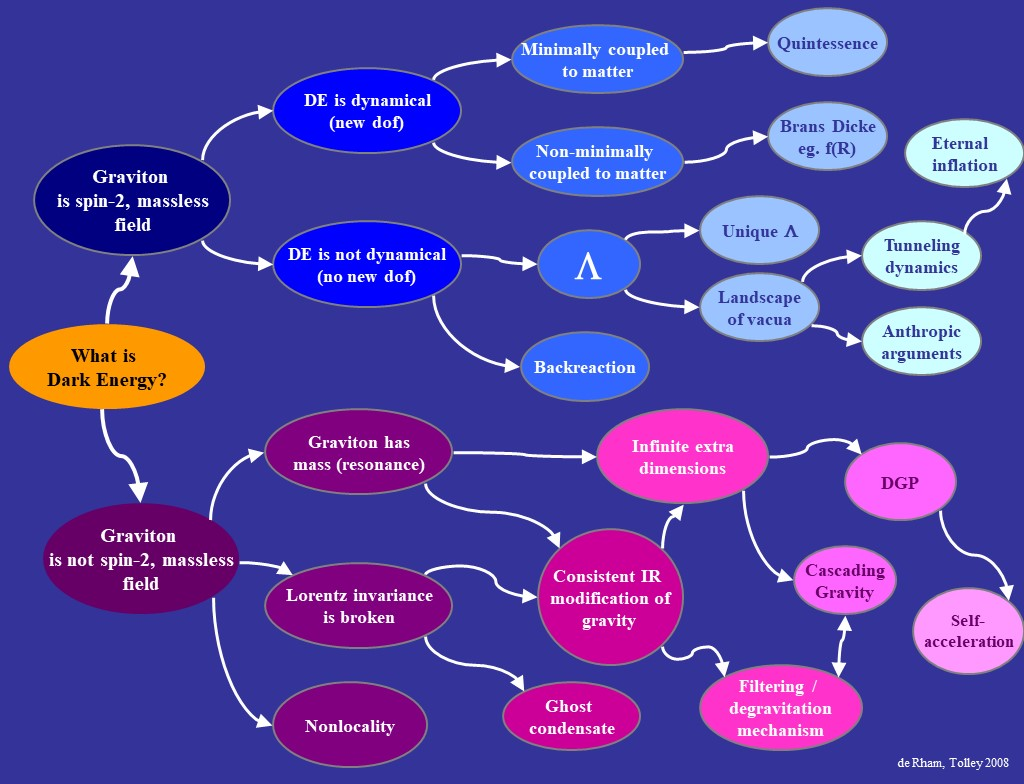 Minimally coupled
to matter
Quintessence
DE is dynamical
(new dof)
Non-minimally
coupled to matter
Brans Dicke
eg. f(R)
Eternal
inflation
Graviton
is spin-2, massless
field
DE is not dynamical
(no new dof)
Λ
Unique Λ
Landscape
of vacua
Tunneling
dynamics
Anthropic
arguments
Backreaction
What is
Dark Energy?
Graviton has
mass (resonance)
Infinite extra
dimensions
DGP
Graviton
is not spin-2, massless
field
Lorentz invariance
is broken
Consistent IR
modification of
gravity
Cascading
Gravity
Self-
acceleration
Nonlocality
Ghost
condensate
Filtering /
degravitation
mechanism
de Rham, Tolley 2008